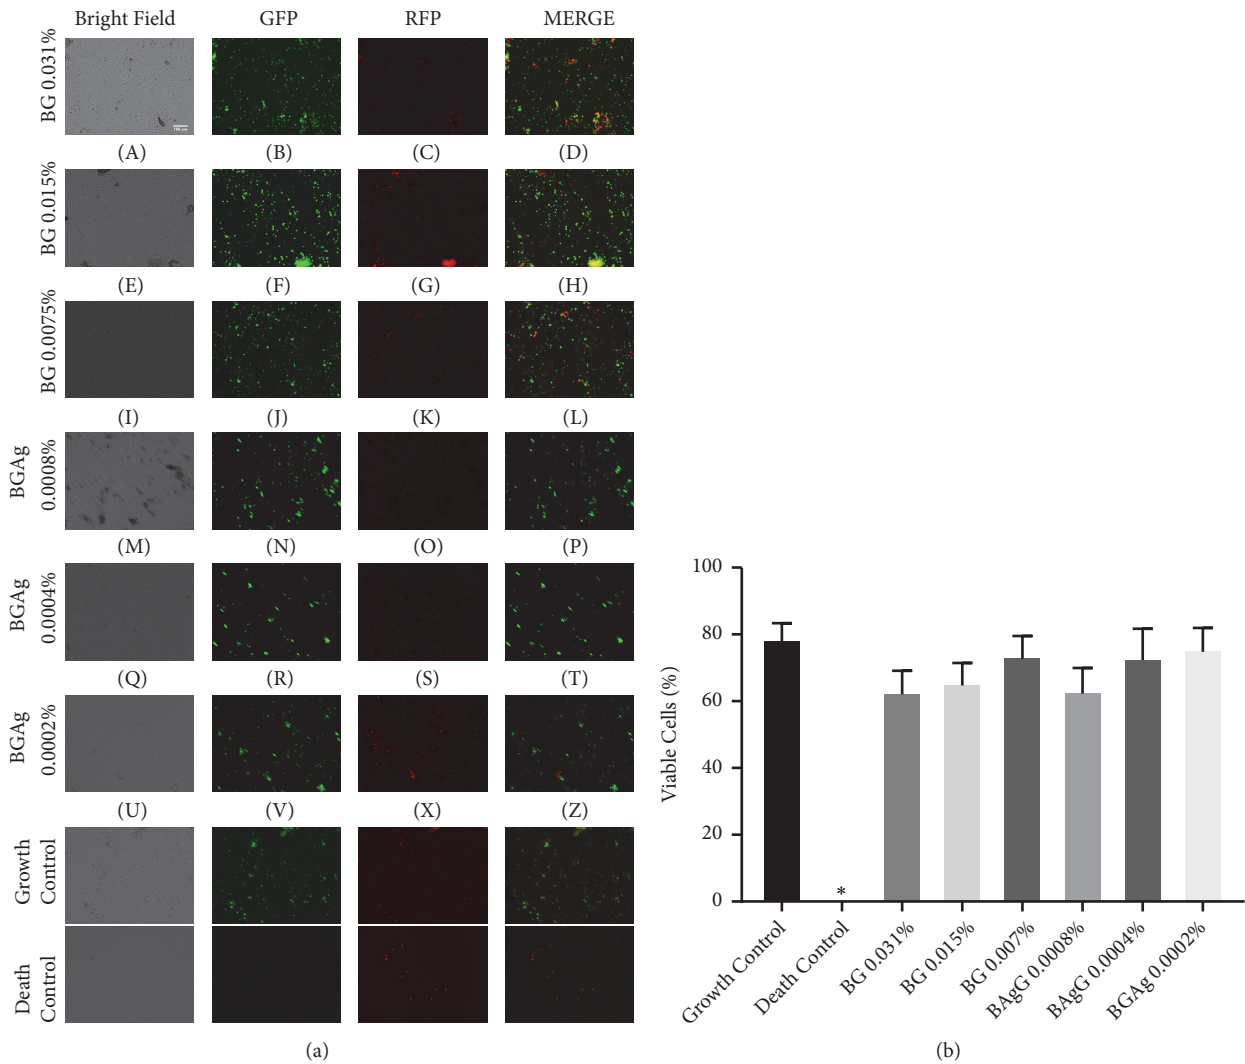 Bright Field GFP RFP MERGE
BG 0.031%
100 µm
(A) (B) (C) (D)
BG 0.015%
(E) (F) (G) (H)
BG 0.0075%
(I) (J) (K) (L)
BGAg
0.0008%
(M) (N) (O) (P)
BGAg
0.0004%
(Q) (R) (S) (T)
BGAg
0.0002%
(U) (V) (X) (Z)
Growth
Control
Death
Control
(a)
Viable Cells (%)
100
80
60
40
20
0
*
Growth Control
Death Control
BG 0.031%
BG 0.015%
BG 0.007%
BAgG 0.0008%
BAgG 0.0004%
BGAg 0.0002%
(b)